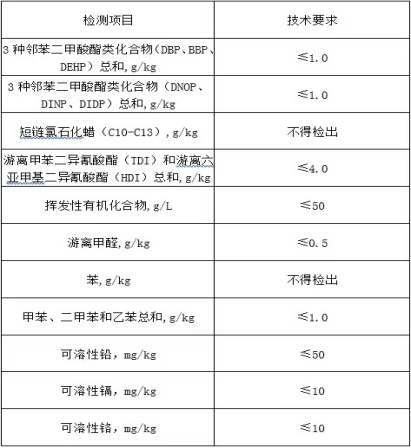 检测项目 技术要求
3 种邻苯二甲酸酯类化合物(DBP、BBP、
DEHP）总和,g/kg
≤1.0
3 种邻苯二甲酸酯类化合物（DNOP、
DINP、DIDP）总和,g/kg
≤1.0
短链氯石化蜡（C10-C13）,g/kg 不得检出
游离甲苯二异氰酸酯（TDI）和游离六
亚甲基二异氰酸酯（HDI）总和,g/kg
≤4.0
挥发性有机化合物,g/L ≤50
游离甲醛,g/kg ≤0.5
苯,g/kg 不得检出
甲苯、二甲苯和乙苯总和,g/kg ≤1.0
可溶性铅，mg/kg ≤50
可溶性镉，mg/kg ≤10
可溶性铬，mg/kg ≤10